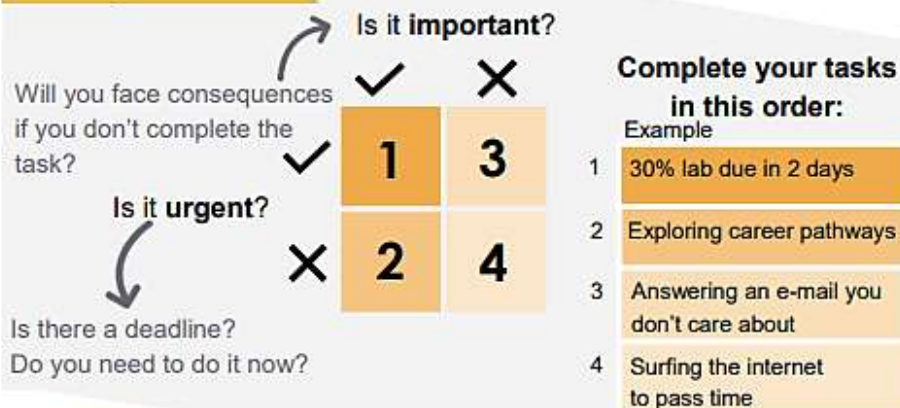 Is it important?
Will you face consequences
if you don't complete the
task?
Is it urgent?
Is there a deadline?
Do you need to do it now?
1 3
2 4
Complete your tasks
in this order:
Example
1 30% lab due in 2 days
2 Exploring career pathways
3 Answering an e-mail you
don't care about
4 Surfing the internet
to pass time